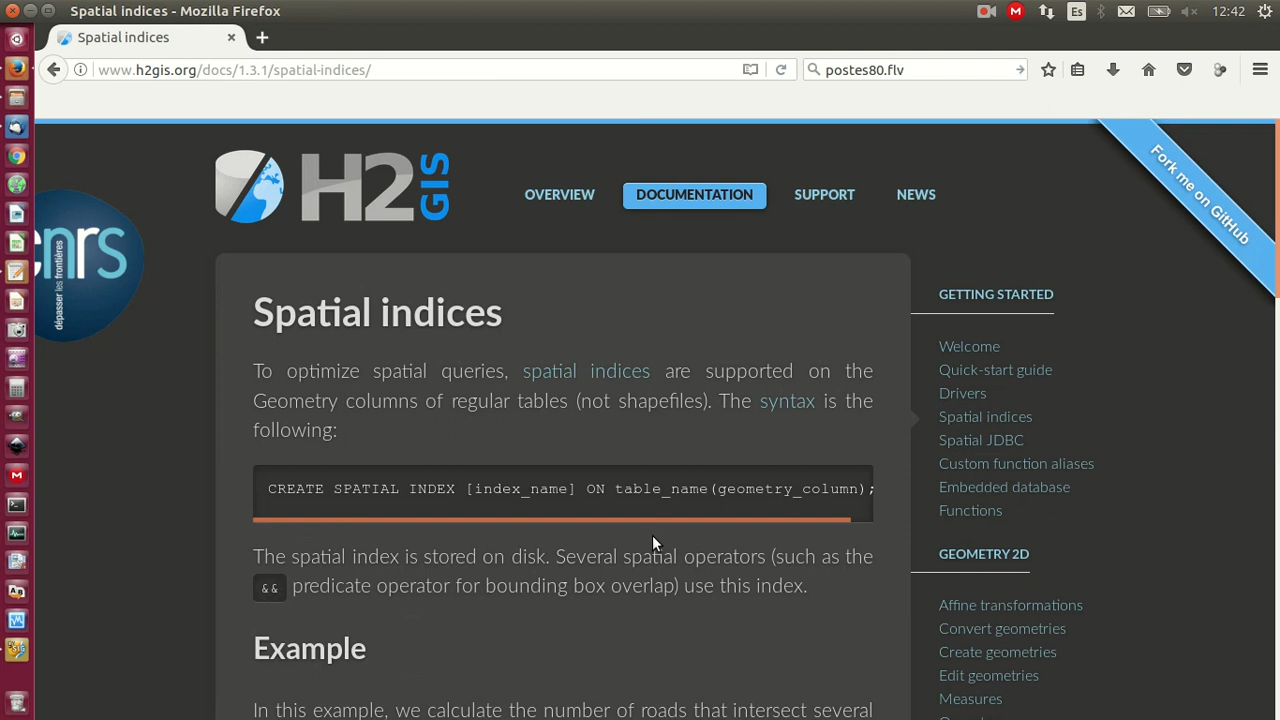 Spatial indices - Mozilla Firefox
Es
12:42
Spatial indices
www.h2gis.org/docs/1.3.1/spatial-indices/
postes80.flv
H2 GIS
OVERVIEW
DOCUMENTATION
SUPPORT
NEWS
Fork me on GitHub
cnrs
dépasser les frontières
Spatial indices
To optimize spatial queries, spatial indices are supported on the
Geometry columns of regular tables (not shapefiles). The syntax is the
following:
CREATE SPATIAL INDEX [index_name] ON table_name(geometry_column);
The spatial index is stored on disk. Several spatial operators (such as the
&& predicate operator for bounding box overlap) use this index.
Example
In this example, we calculate the number of roads that intersect several
GETTING STARTED
Welcome
Quick-start guide
Drivers
Spatial indices
Spatial JDBC
Custom function aliases
Embedded database
Functions
GEOMETRY 2D
Affine transformations
Convert geometries
Create geometries
Edit geometries
Measures